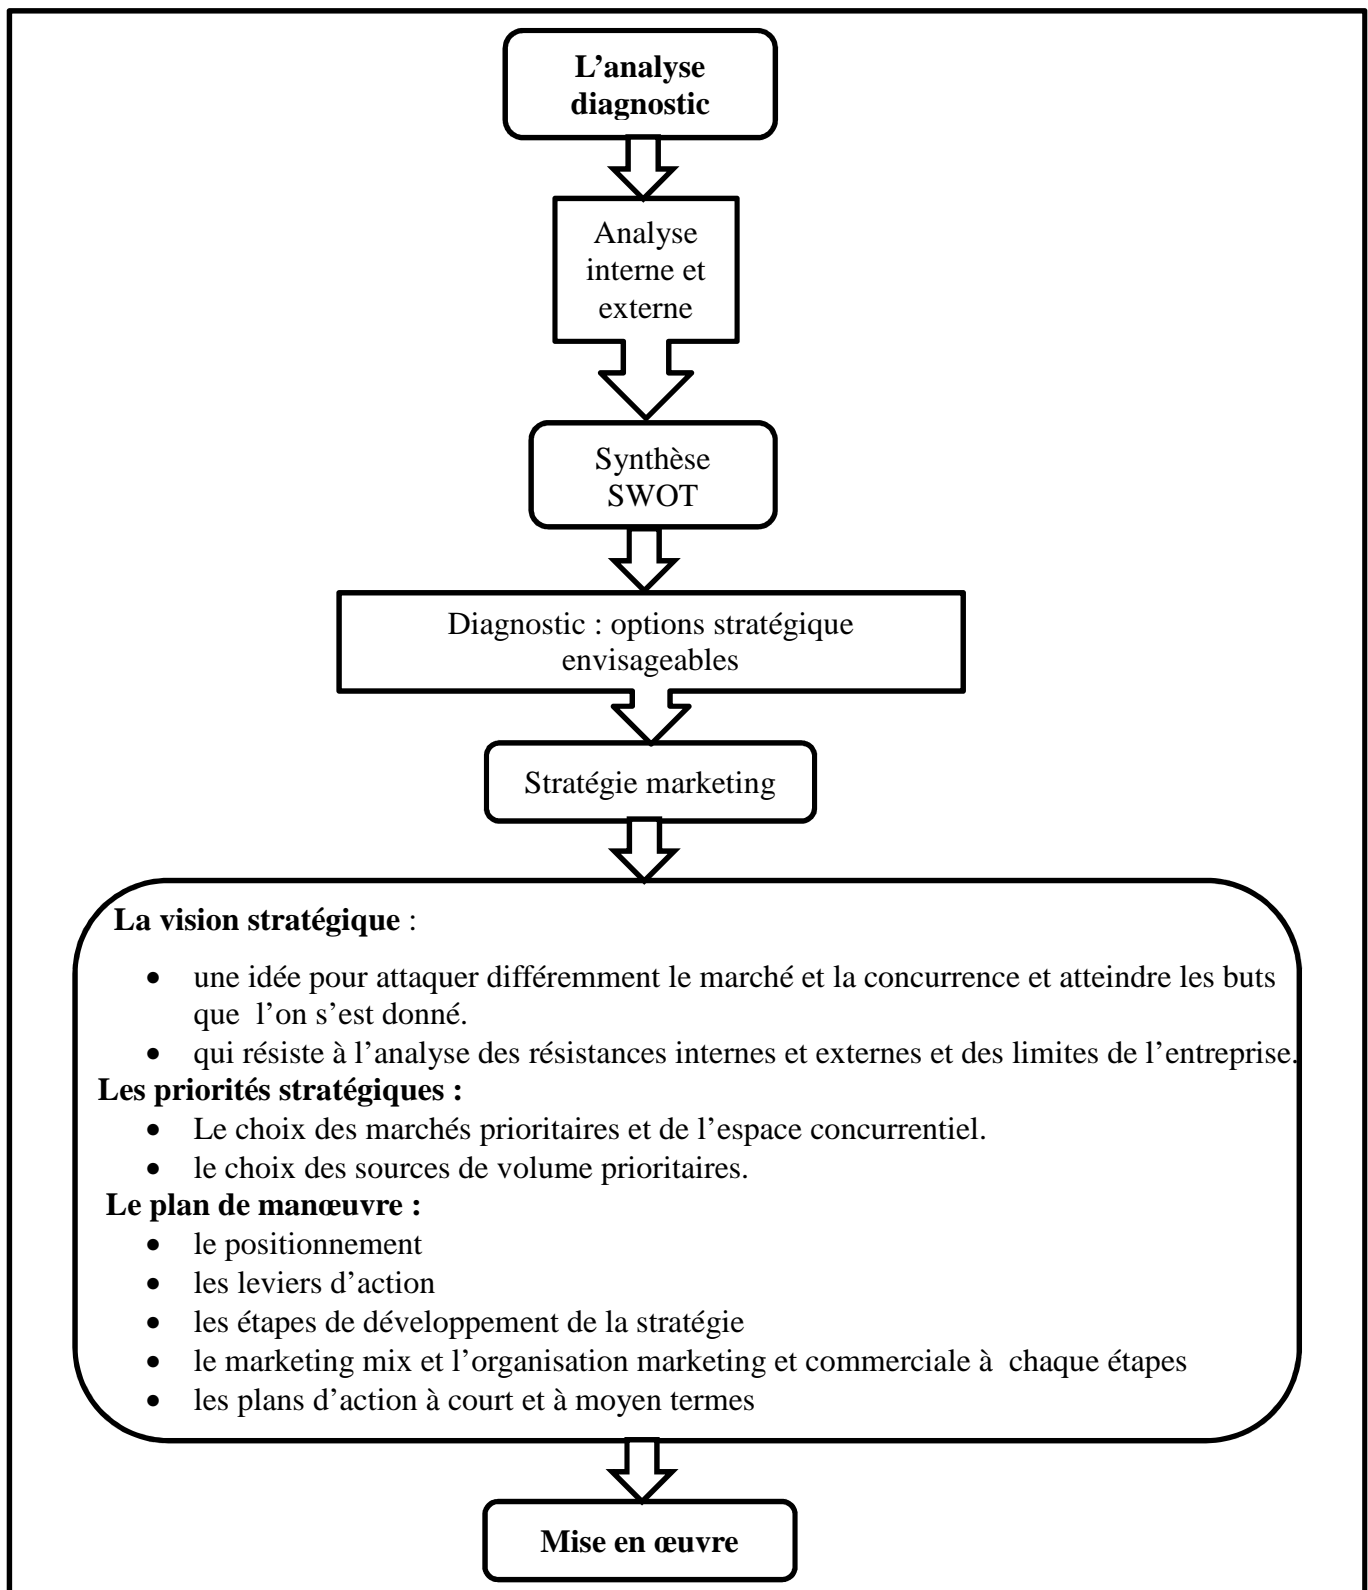 L’analyse
diagnostic
Analyse
interne et
externe
Synthèse
SWOT
Diagnostic : options stratégique
envisageables
Stratégie marketing
La vision stratégique :
• une idée pour attaquer différemment le marché et la concurrence et atteindre les buts
que l’on s’est donné.
• qui résiste à l’analyse des résistances internes et externes et des limites de l’entreprise.
Les priorités stratégiques :
• Le choix des marchés prioritaires et de l’espace concurrentiel.
• le choix des sources de volume prioritaires.
Le plan de manœuvre :
• le positionnement
• les leviers d’action
• les étapes de développement de la stratégie
• le marketing mix et l’organisation marketing et commerciale à chaque étapes
• les plans d’action à court et à moyen termes
Mise en œuvre